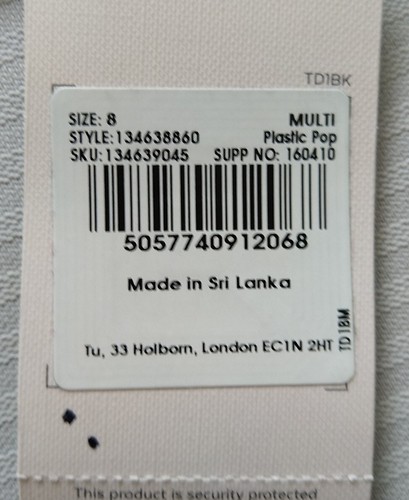 TD1BK
SIZE: 8 MULTI
STYLE:134638860 Plastic Pop
SKU:134639045 SUPP NO: 160410
5057740912068
Made in Sri Lanka
Tu, 33 Holborn, London EC1N 2HT
TD1BM
This product is security protected